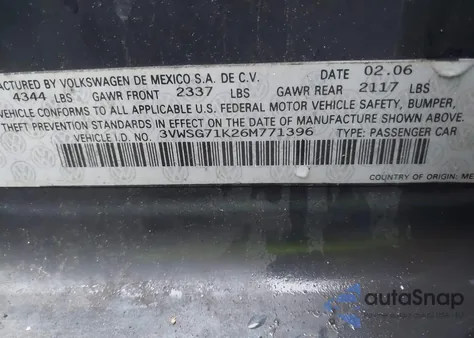 ACTURED BY VOLKSWAGEN DE MEXICO S.A. DE C.V. DATE 02.06
4344 LBS GAWR FRONT 2337 LBS GAWR REAR 2117 LBS
VEHICLE CONFORMS TO ALL APPLICABLE U.S. FEDERAL MOTOR VEHICLE SAFETY, BUMPER,
THEFT PREVENTION STANDARDS IN EFFECT ON THE DATE OF MANUFACTURE SHOWN ABOVE.
VEHICLE I.D. NO. 3VWSG71K26M771396 TYPE: PASSENGER CAR
COUNTRY OF ORIGIN: ME
autoSnap